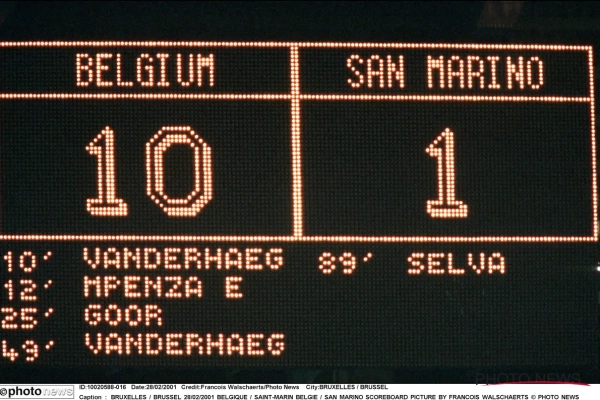 BELGIUM SAN MARINO
10 1
10' VANDERHAEG 89' SELVA
12' MPENZA E
25' GOOR
49' VANDERHAEG
PHOTO NEWS
©photonews ID:10020588-016 Date:28/02/2001 Credit:Francois Walschaerts/Photo News City:BRUXELLES / BRUSSEL
Caption : BRUXELLES / BRUSSEL 28/02/2001 BELGIQUE / SAINT-MARIN BELGIE / SAN MARINO SCOREBOARD PICTURE BY FRANCOIS WALSCHAERTS © PHOTO NEWS